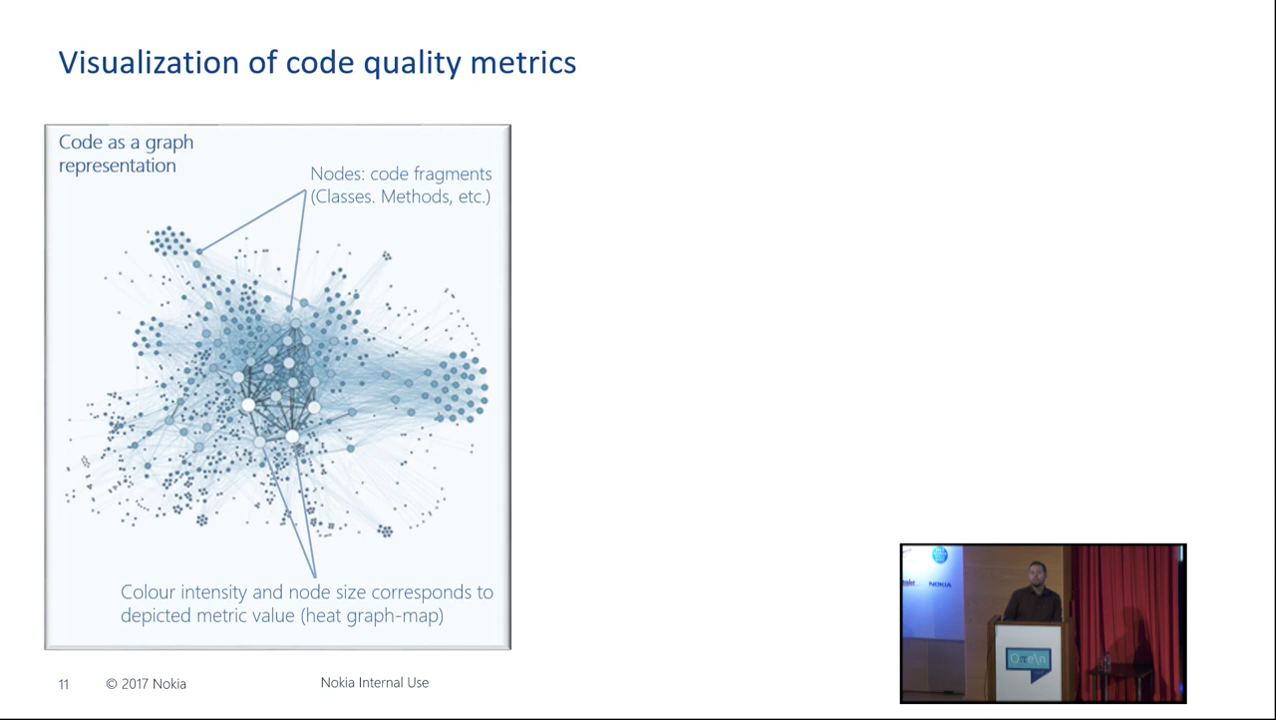 Visualization of code quality metrics
Code as a graph
representation
Nodes: code fragments
(Classes. Methods, etc.)
Colour intensity and node size corresponds to
depicted metric value (heat graph-map)
11
© 2017 Nokia
Nokia Internal Use
NOKIA